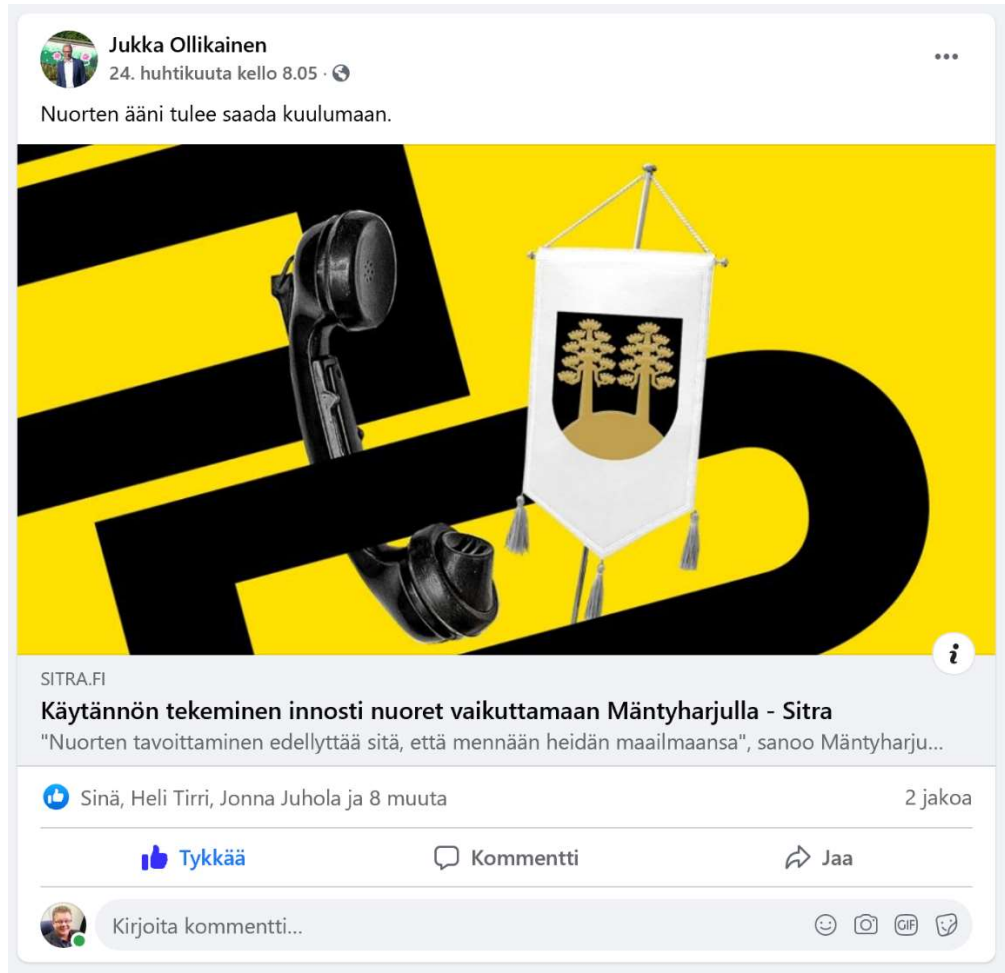 Jukka Ollikainen
24. huhtikuuta kello 8.05 ·
Nuorten ääni tulee saada kuulumaan.
SITRA.FI
Käytännön tekeminen innosti nuoret vaikuttamaan Mäntyharjulla - Sitra
"Nuorten tavoittaminen edellyttää sitä, että mennään heidän maailmaansa", sanoo Mäntyharju...
Sinä, Heli Tirri, Jonna Juhola ja 8 muuta
2 jakoa
Tykkää
Kommentti
Jaa
Kirjoita kommentti...
GIF